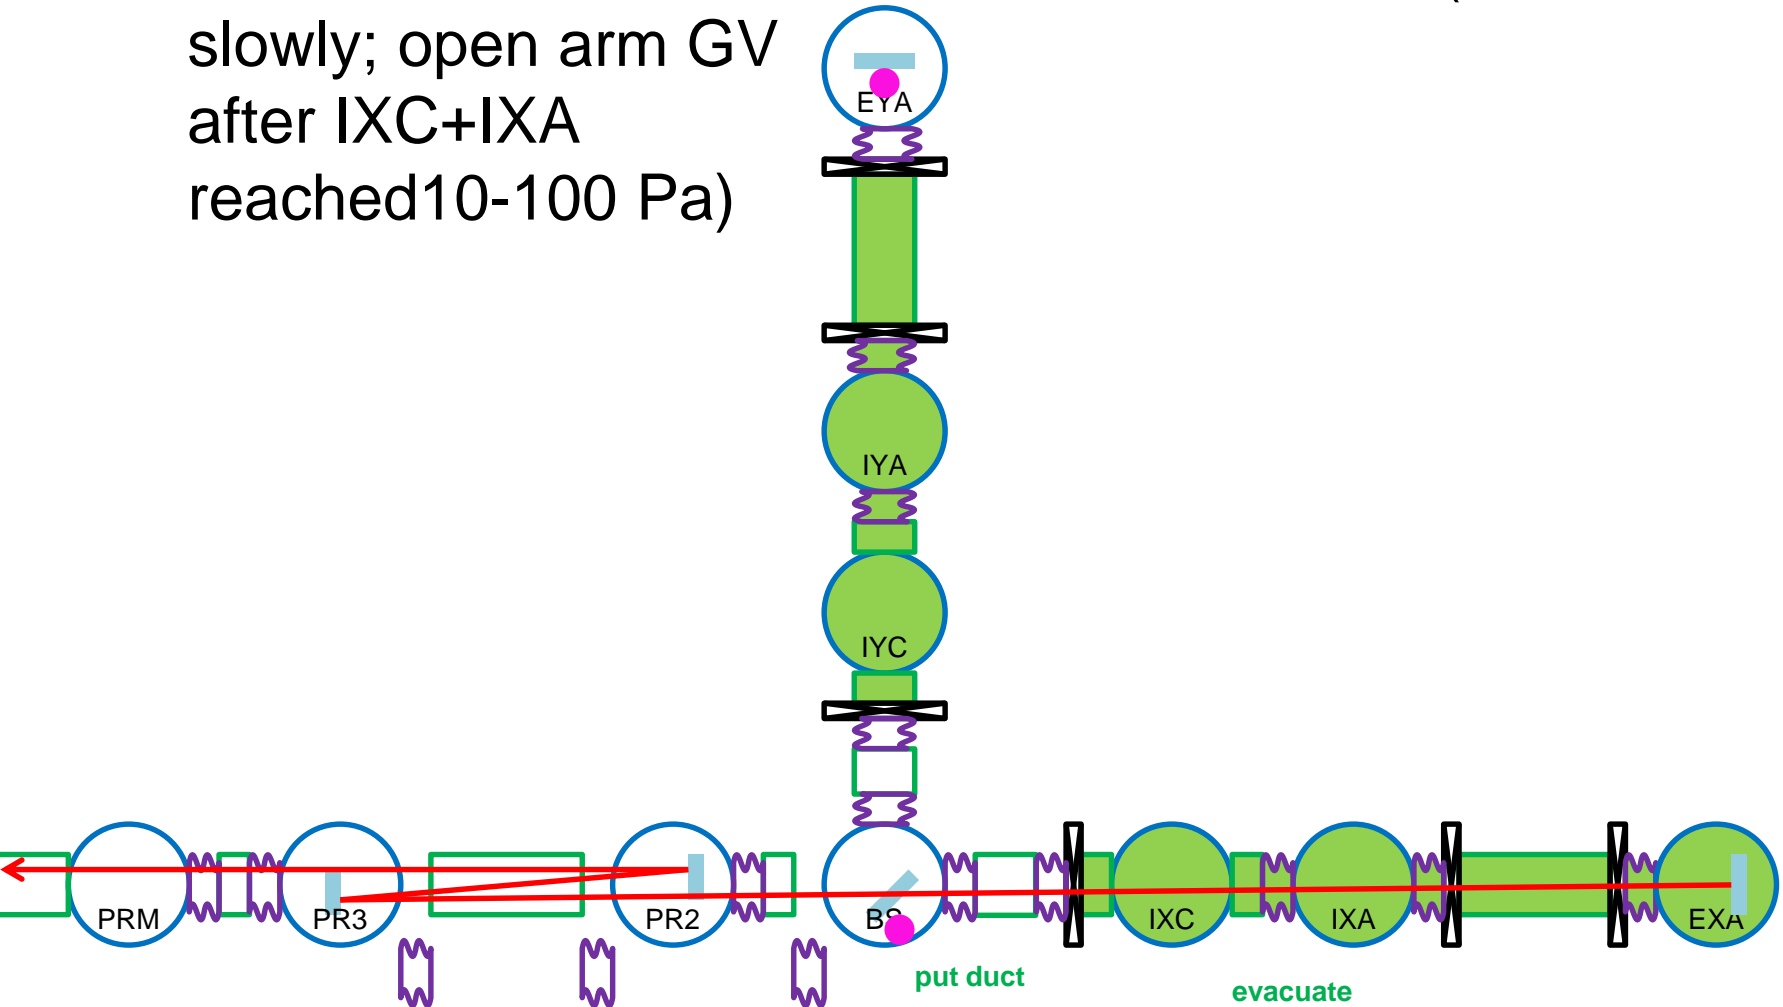 slowly; open arm GV
after IXC+IXA
reached10-100 Pa)
(
EYA
IYA
IYC
PRM
PR3
PR2
BS
IXC
IXA
EXA
put duct
evacuate